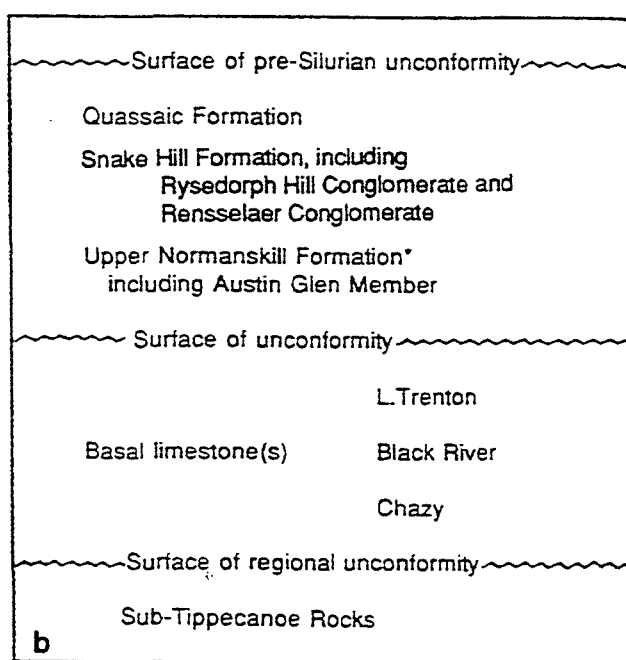 Surface of pre-Silurian unconformity
Quassaic Formation
Snake Hill Formation, including
Rysedorph Hill Conglomerate and
Rensselaer Conglomerate
Upper Normanskill Formation*
including Austin Glen Member
Surface of unconformity
L.Trenton
Basal limestone(s) Black River
Chazy
Surface of regional unconformity
Sub-Tippecanoe Rocks
b